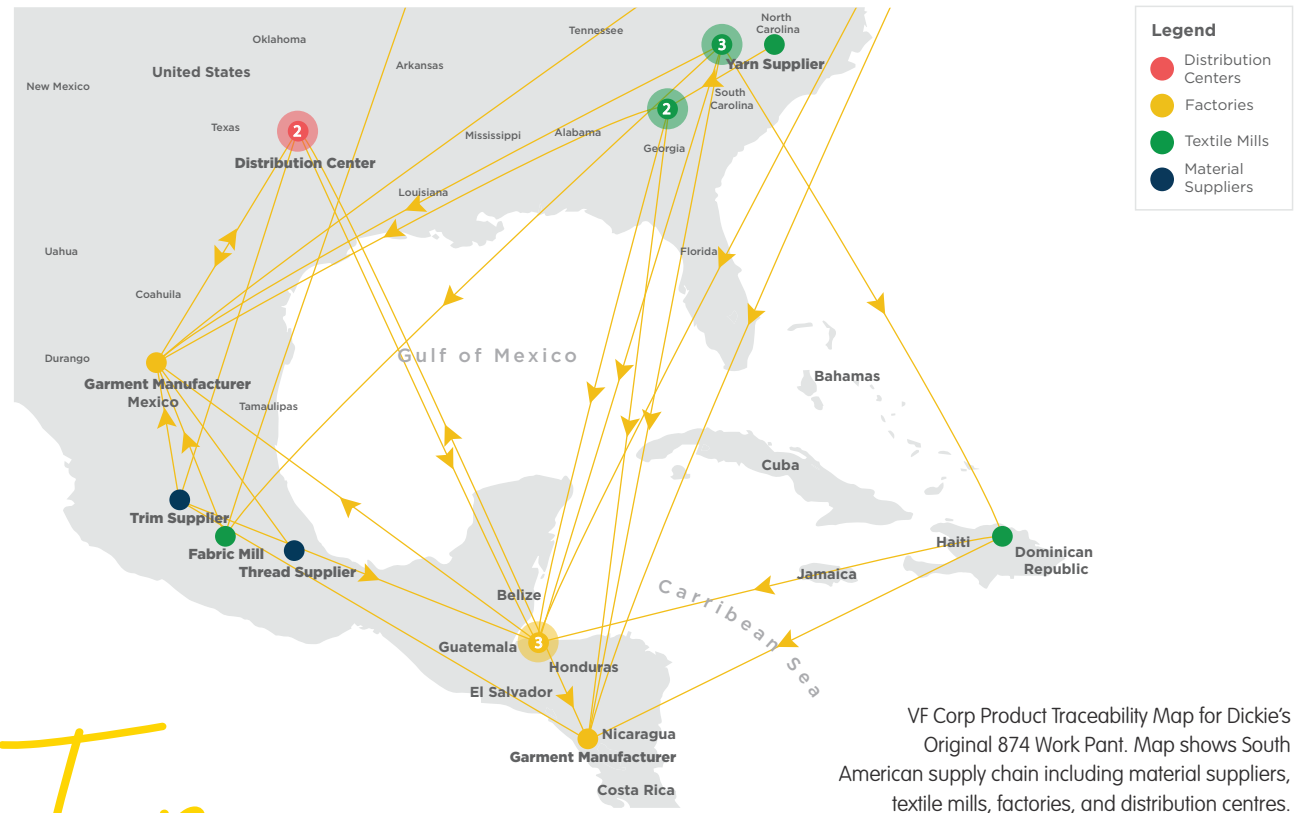 North
Carolina
Tennessee
Oklahoma
3
Yarn Supplier
Arkansas
United States
New Mexico
South
Carolina
2
Texas
2
Mississippi
Alabama
Georgia
Distribution Center
Louisiana
Uahua
Florida
Coahuila
Gulf of Mexico
Durango
Bahamas
Garment Manufacturer
Mexico
Tamaulipas
Cuba
Trim Supplier
Fabric Mill
Thread Supplier
Haiti
Dominican
Republic
Jamaica
Belize
Carribean Sea
3
Guatemala
Honduras
El Salvador
Nicaragua
Garment Manufacturer
Costa Rica
Legend
Distribution
Centers
Factories
Textile Mills
Material
Suppliers
VF Corp Product Traceability Map for Dickie's
Original 874 Work Pant. Map shows South
American supply chain including material suppliers,
textile mills, factories, and distribution centres.